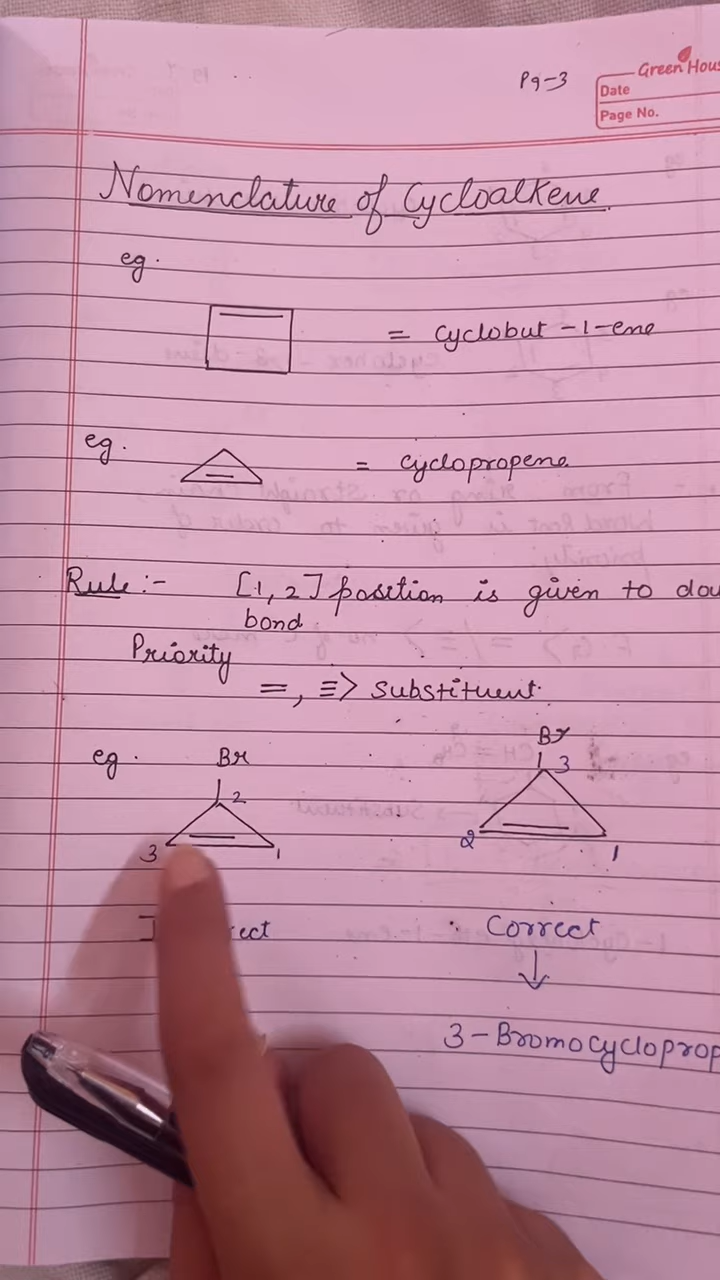 Pg-3
Green Hous
Date
Page No.
Nomenclature of Cycloalkene
eg.
= cyclobut-1-ene
eg.
= cyclopropene
Rule:- [1, 2] position is given to dou
bond
Priority
=, ≡> substituent.
eg.
Br
2
3 1
Br
3
2 1
ect
Correct
↓
3-Bromocycloprop